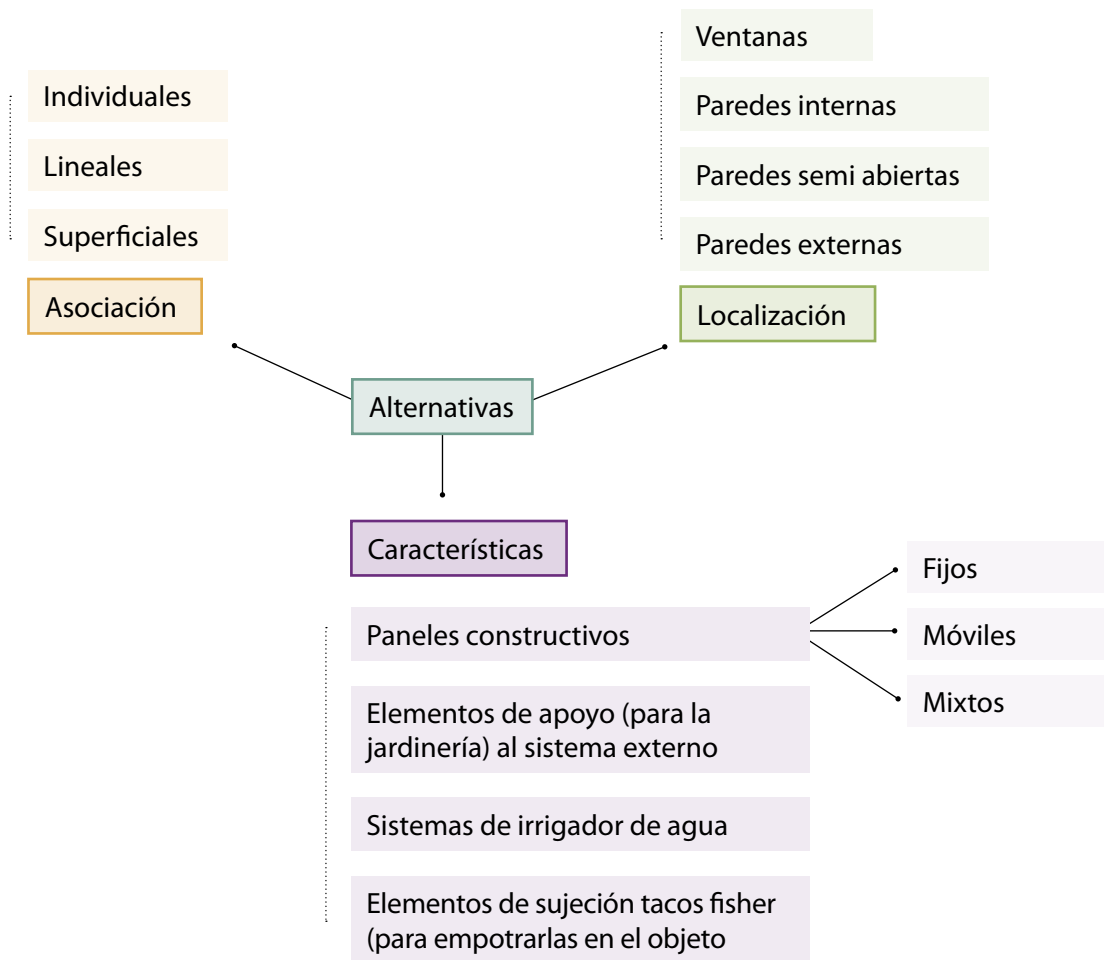 Individuales
Lineales
Superficiales
Asociación
Ventanas
Paredes internas
Paredes semi abiertas
Paredes externas
Localización
Alternativas
Característícas
Paneles constructivos
Fijos
Móviles
Mixtos
Elementos de apoyo (para la
jardinería) al sistema externo
Sistemas de irrigador de agua
Elementos de sujeción tacos fisher
(para empotrarlas en el objeto